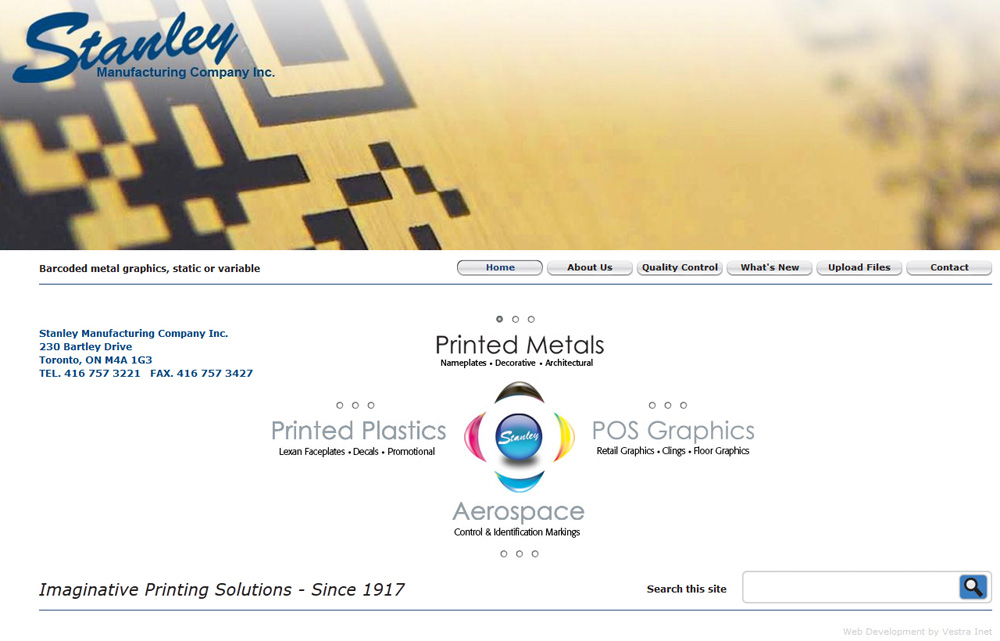 Stanley
Manufacturing Company Inc.
Barcoded metal graphics, static or variable
Home
About Us
Quality Control
What's New
Upload Files
Contact
Stanley Manufacturing Company Inc.
230 Bartley Drive
Toronto, ON M4A 1G3
TEL. 416 757 3221 FAX. 416 757 3427
Printed Metals
Nameplates • Decorative • Architectural
Printed Plastics
Lexan Faceplates • Decals • Promotional
Stanley
POS Graphics
Retail Graphics • Clings • Floor Graphics
Aerospace
Control & Identification Markings
Imaginative Printing Solutions - Since 1917
Search this site
Web Development by Vestra Inet